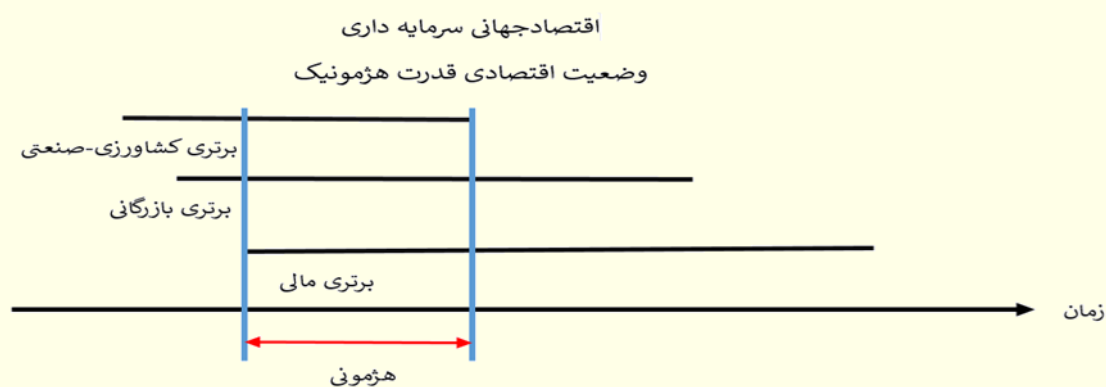 اقتصادجهانی سرمایه داری
وضعیت اقتصادی قدرت هژمونیک
برتری کشاورزی-صنعتی
برتری بازرگانی
برتری مالی
زمان
هژمونی